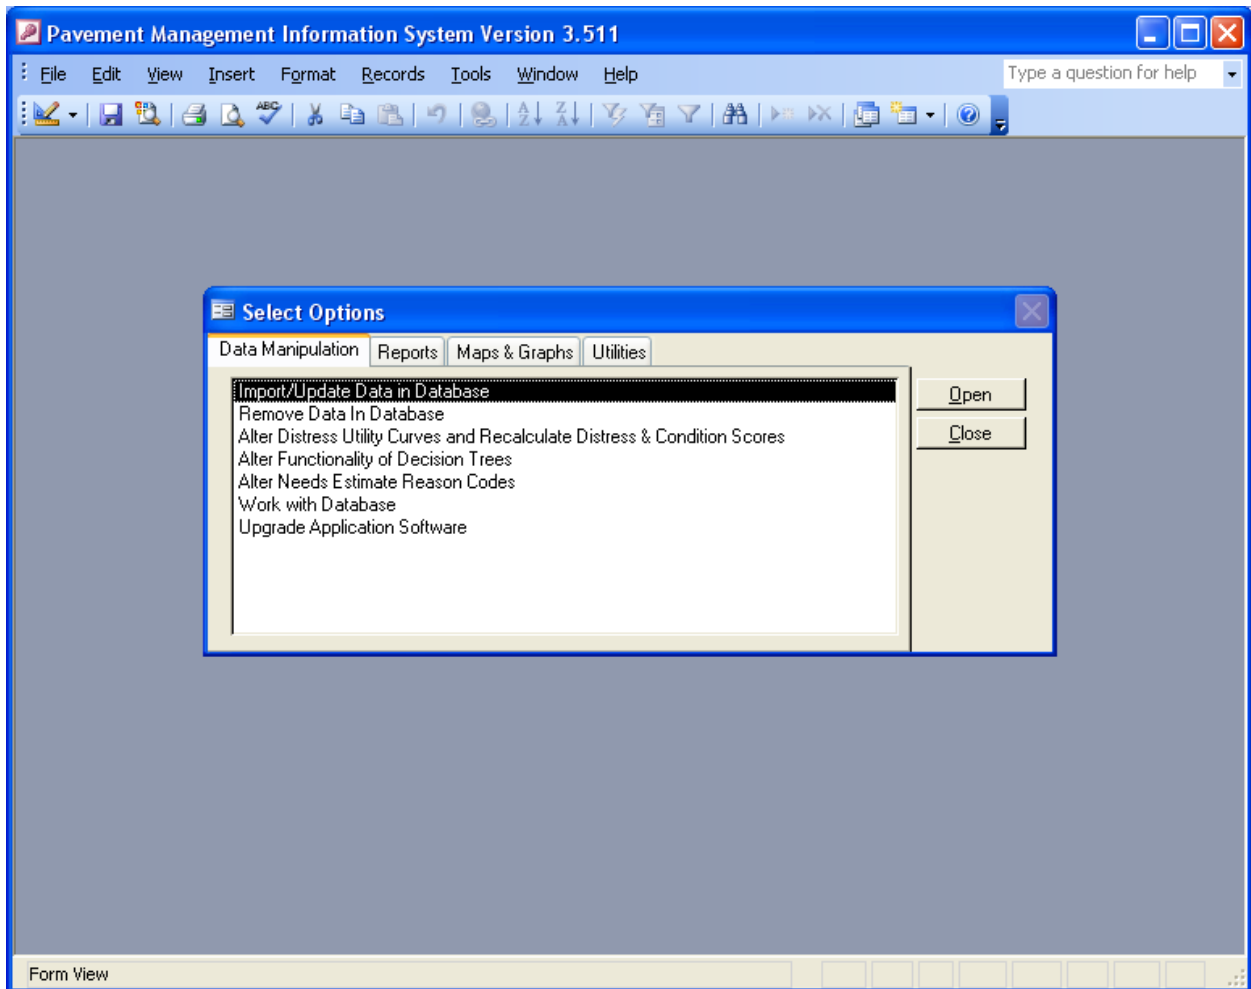 Pavement Management Information System Version 3.511
File Edit View Insert Format Records Tools Window Help Type a question for help
ABC
Select Options
Data Manipulation Reports Maps & Graphs Utilities
Import/Update Data in Database
Open
Remove Data In Database
Alter Distress Utility Curves and Recalculate Distress & Condition Scores
Close
Alter Functionality of Decision Trees
Alter Needs Estimate Reason Codes
Work with Database
Upgrade Application Software
Form View